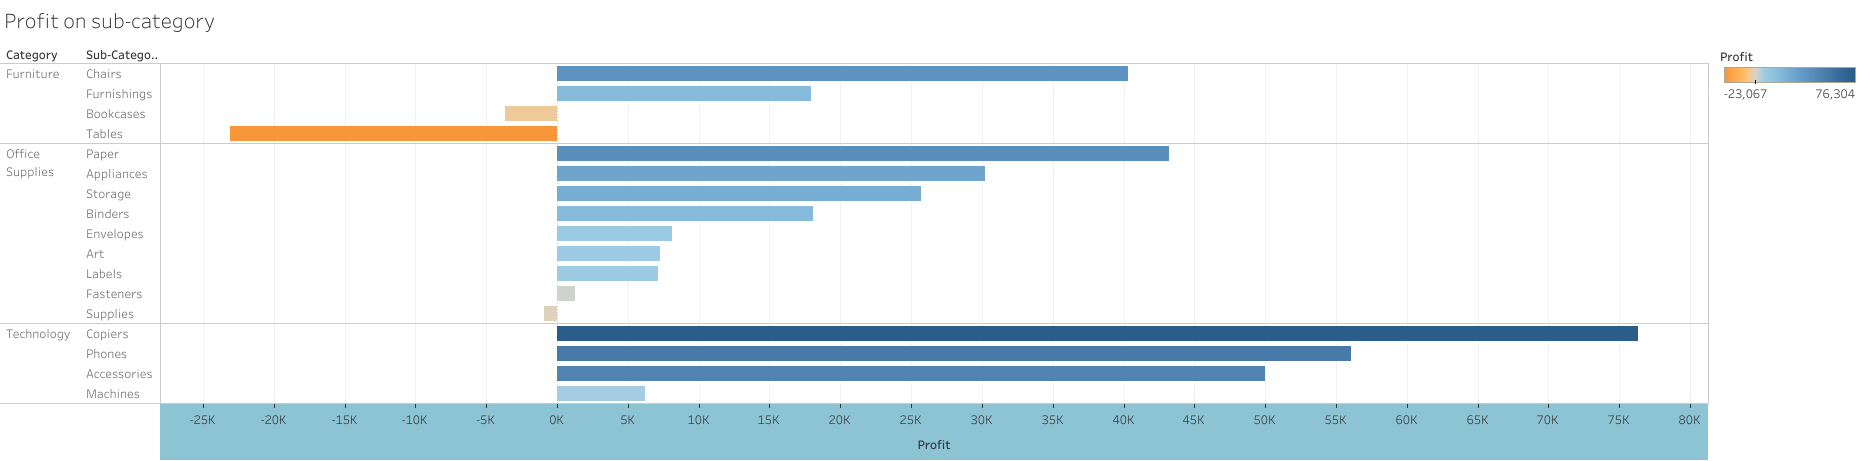 Profit on sub-category
Category Sub-Catego..
Furniture Chairs
Furnishings
Bookcases
Tables
Office Paper
Supplies Appliances
Storage
Binders
Envelopes
Art
Labels
Fasteners
Supplies
Technology Copiers
Phones
Accessories
Machines
-25K -20K -15K -10K -5K 0K 5K 10K 15K 20K 25K 30K 35K 40K 45K 50K 55K 60K 65K 70K 75K 80K
Profit
Profit
-23,067 76,304